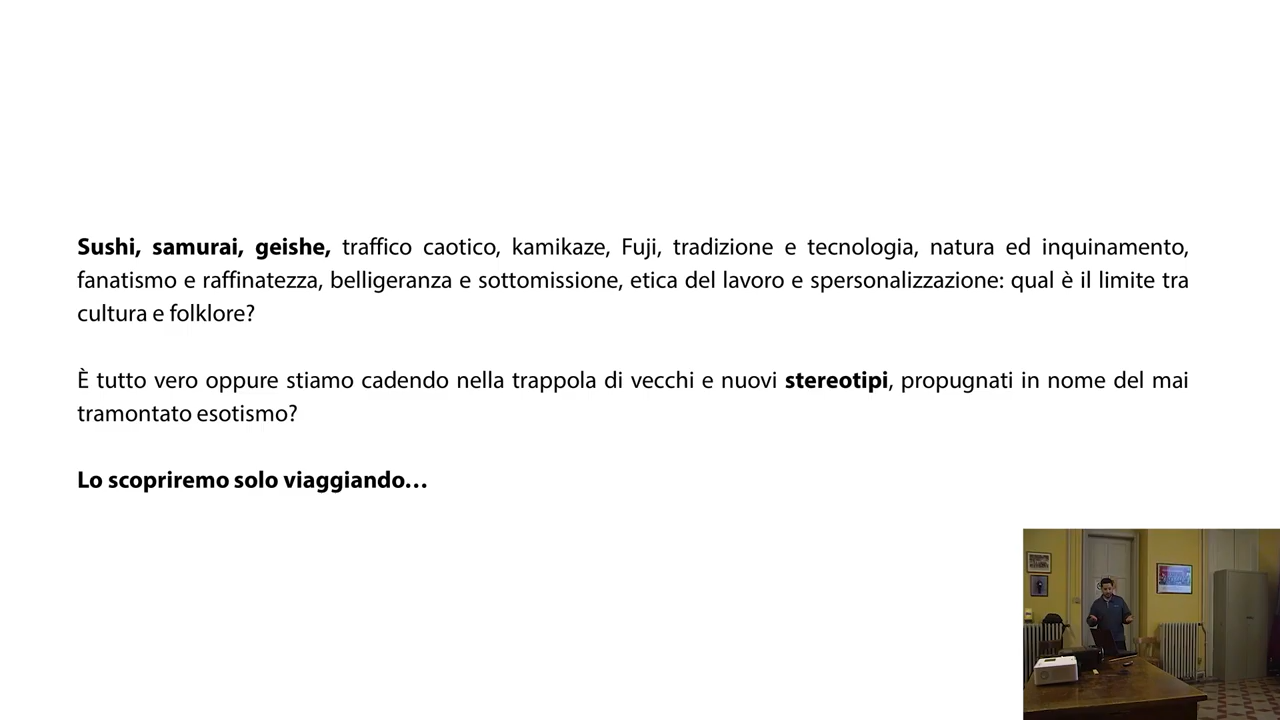 Sushi, samurai, geishe, traffico caotico, kamikaze, Fuji, tradizione e tecnologia, natura ed inquinamento,
fanatismo e raffinatezza, belligeranza e sottomissione, etica del lavoro e spersonalizzazione: qual è il limite tra
cultura e folklore?
È tutto vero oppure stiamo cadendo nella trappola di vecchi e nuovi stereotipi, propugnati in nome del mai
tramontato esotismo?
Lo scopriremo solo viaggiando…